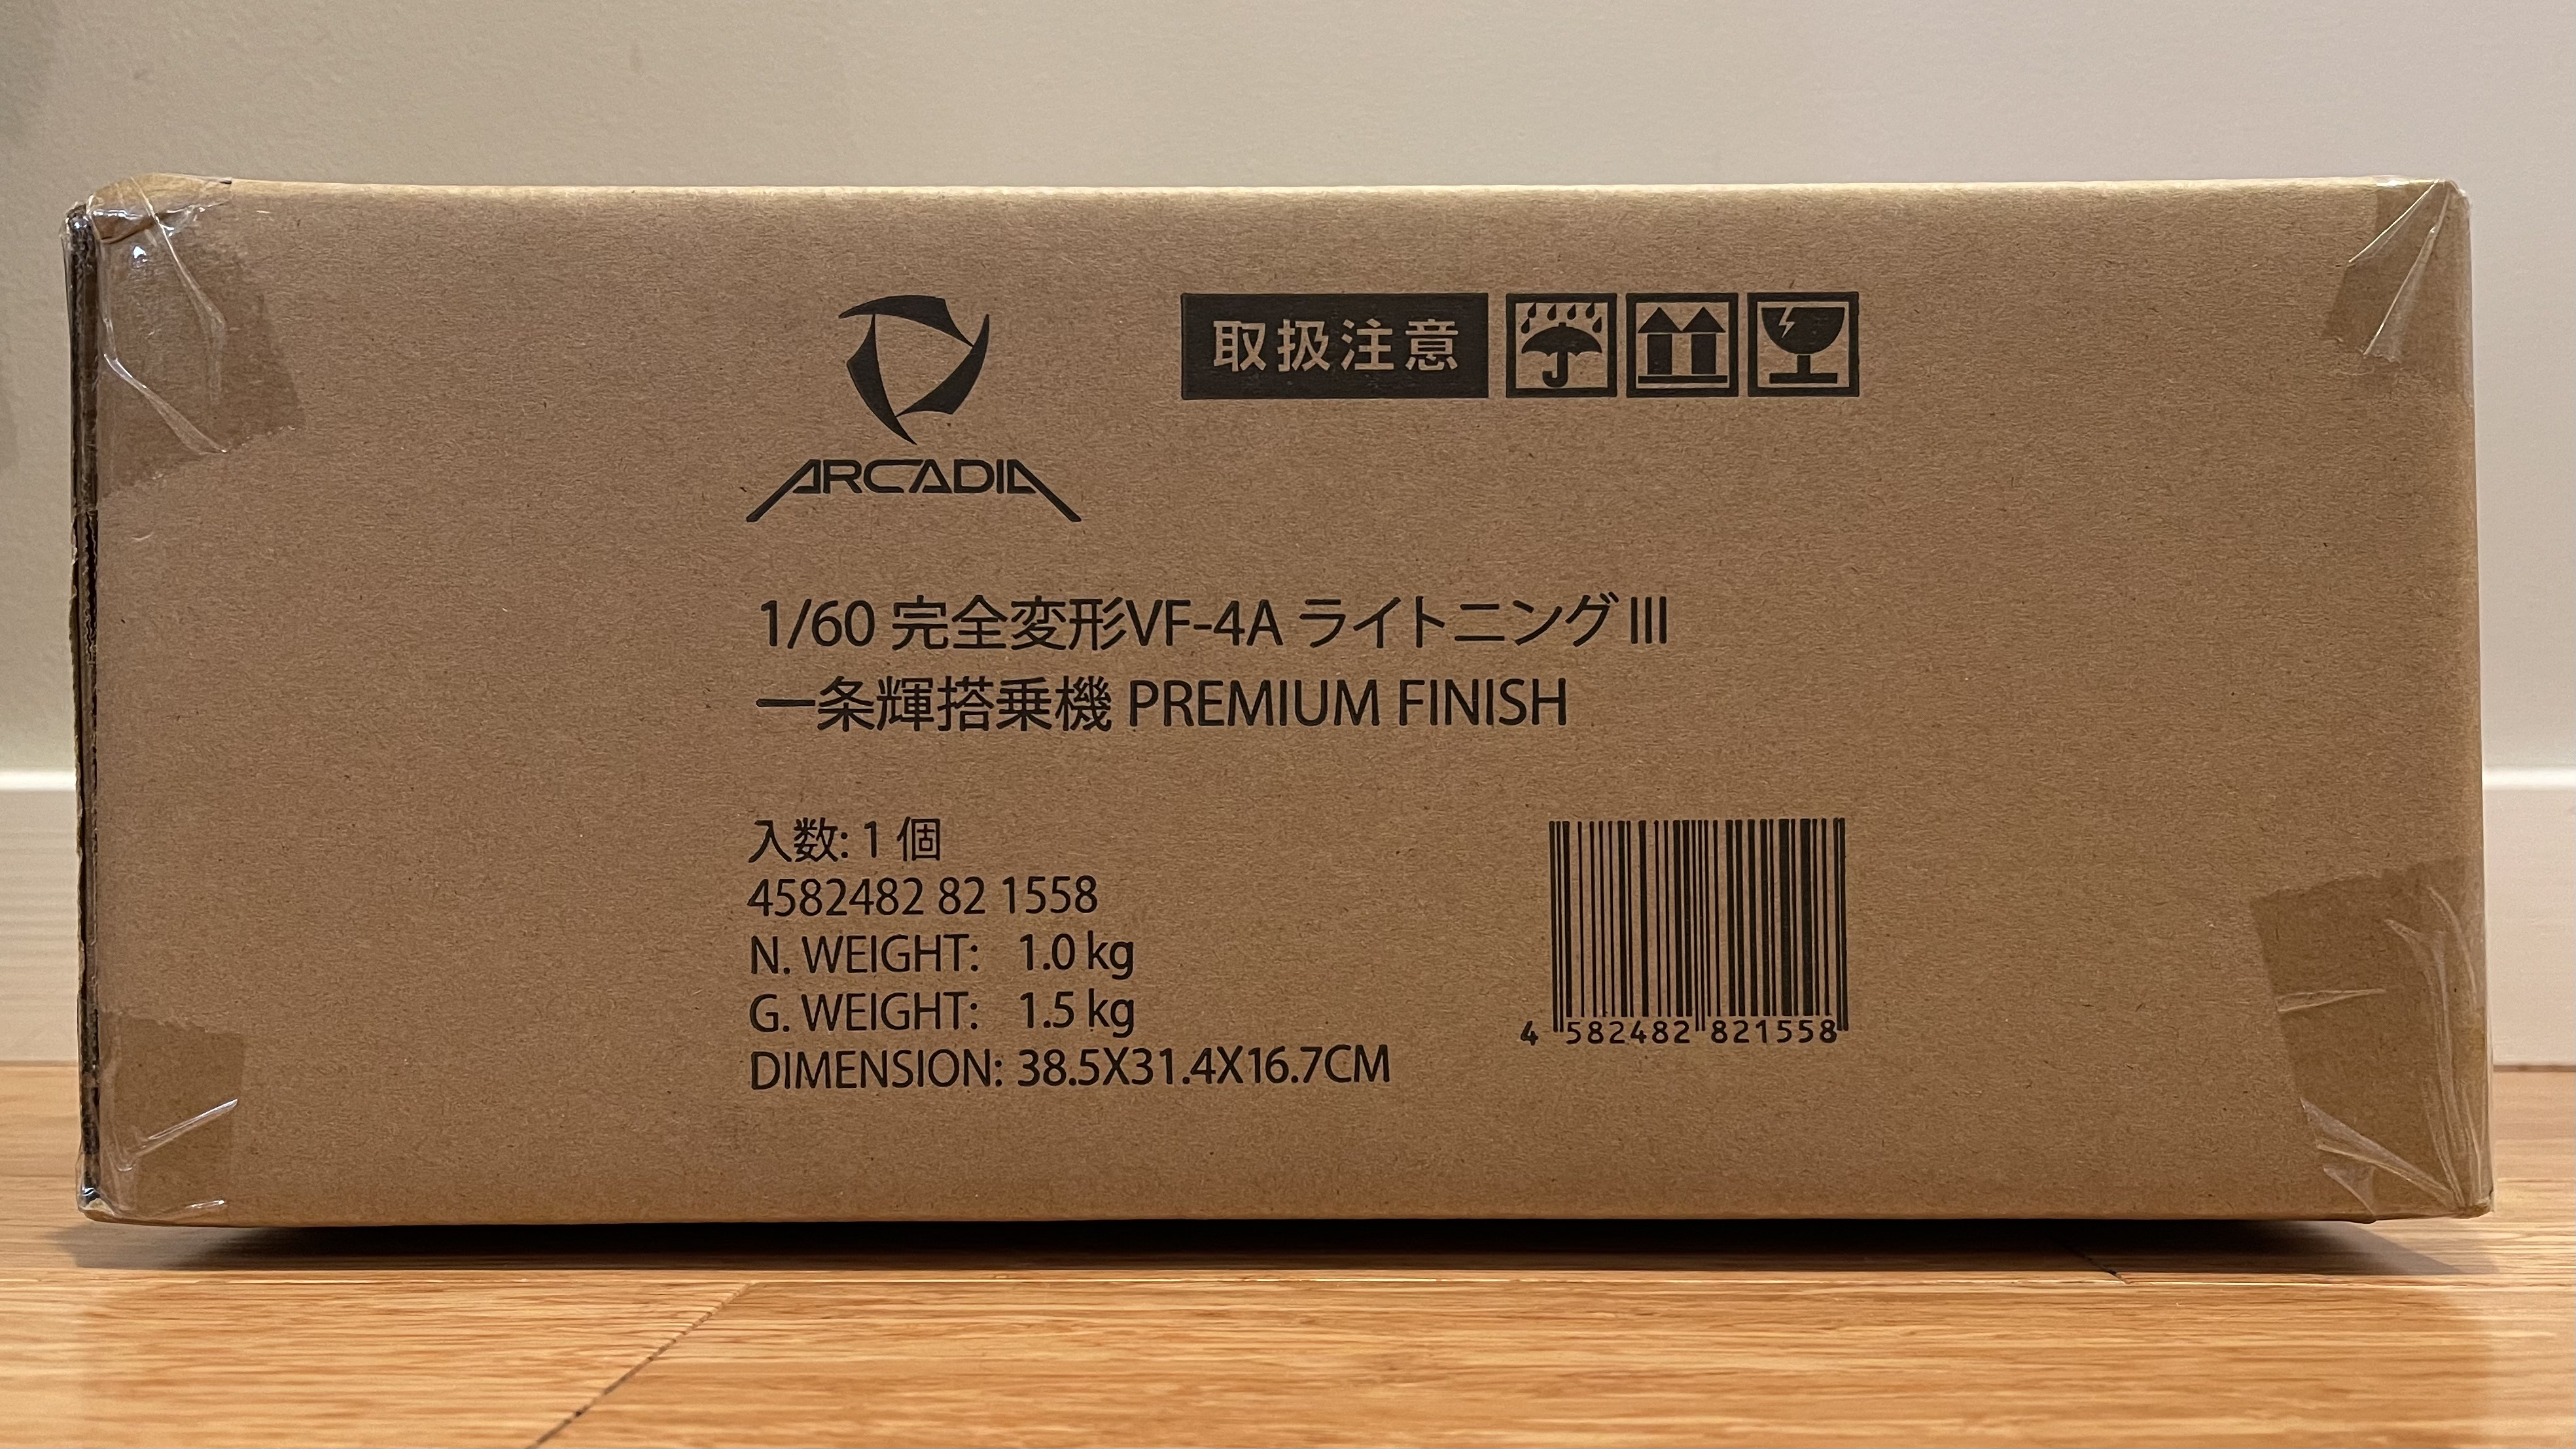 ARCADIA
取扱注意
1/60 完全変形VF-4A ライトニングIII
一条輝搭乗機 PREMIUM FINISH
入数: 1 個
4582482 82 1558
N. WEIGHT: 1.0 kg
G. WEIGHT: 1.5 kg
DIMENSION: 38.5X31.4X16.7CM
4 582482 821558